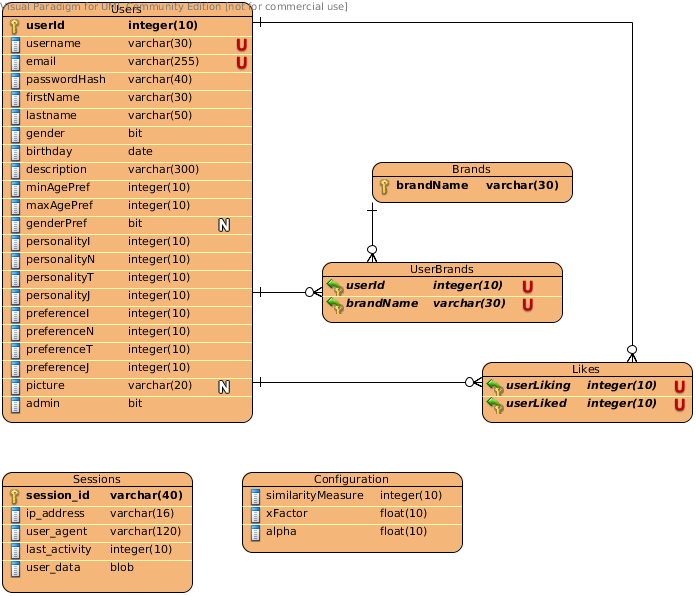 Visual Paradigm for UML Community Edition [not for commercial use]
Users
userId integer(10)
username varchar(30) U
email varchar(255) U
passwordHash varchar(40)
firstName varchar(30)
lastname varchar(50)
gender bit
birthday date
description varchar(300)
minAgePref integer(10)
maxAgePref integer(10)
genderPref bit N
personalityI integer(10)
personalityN integer(10)
personalityT integer(10)
personalityJ integer(10)
preferenceI integer(10)
preferenceN integer(10)
preferenceT integer(10)
preferenceJ integer(10)
picture varchar(20) N
admin bit
Brands
brandName varchar(30)
UserBrands
userId integer(10) U
brandName varchar(30) U
Likes
userLiking integer(10) U
userLiked integer(10) U
Sessions
session_id varchar(40)
ip_address varchar(16)
user_agent varchar(120)
last_activity integer(10)
user_data blob
Configuration
similarityMeasure integer(10)
xFactor float(10)
alpha float(10)